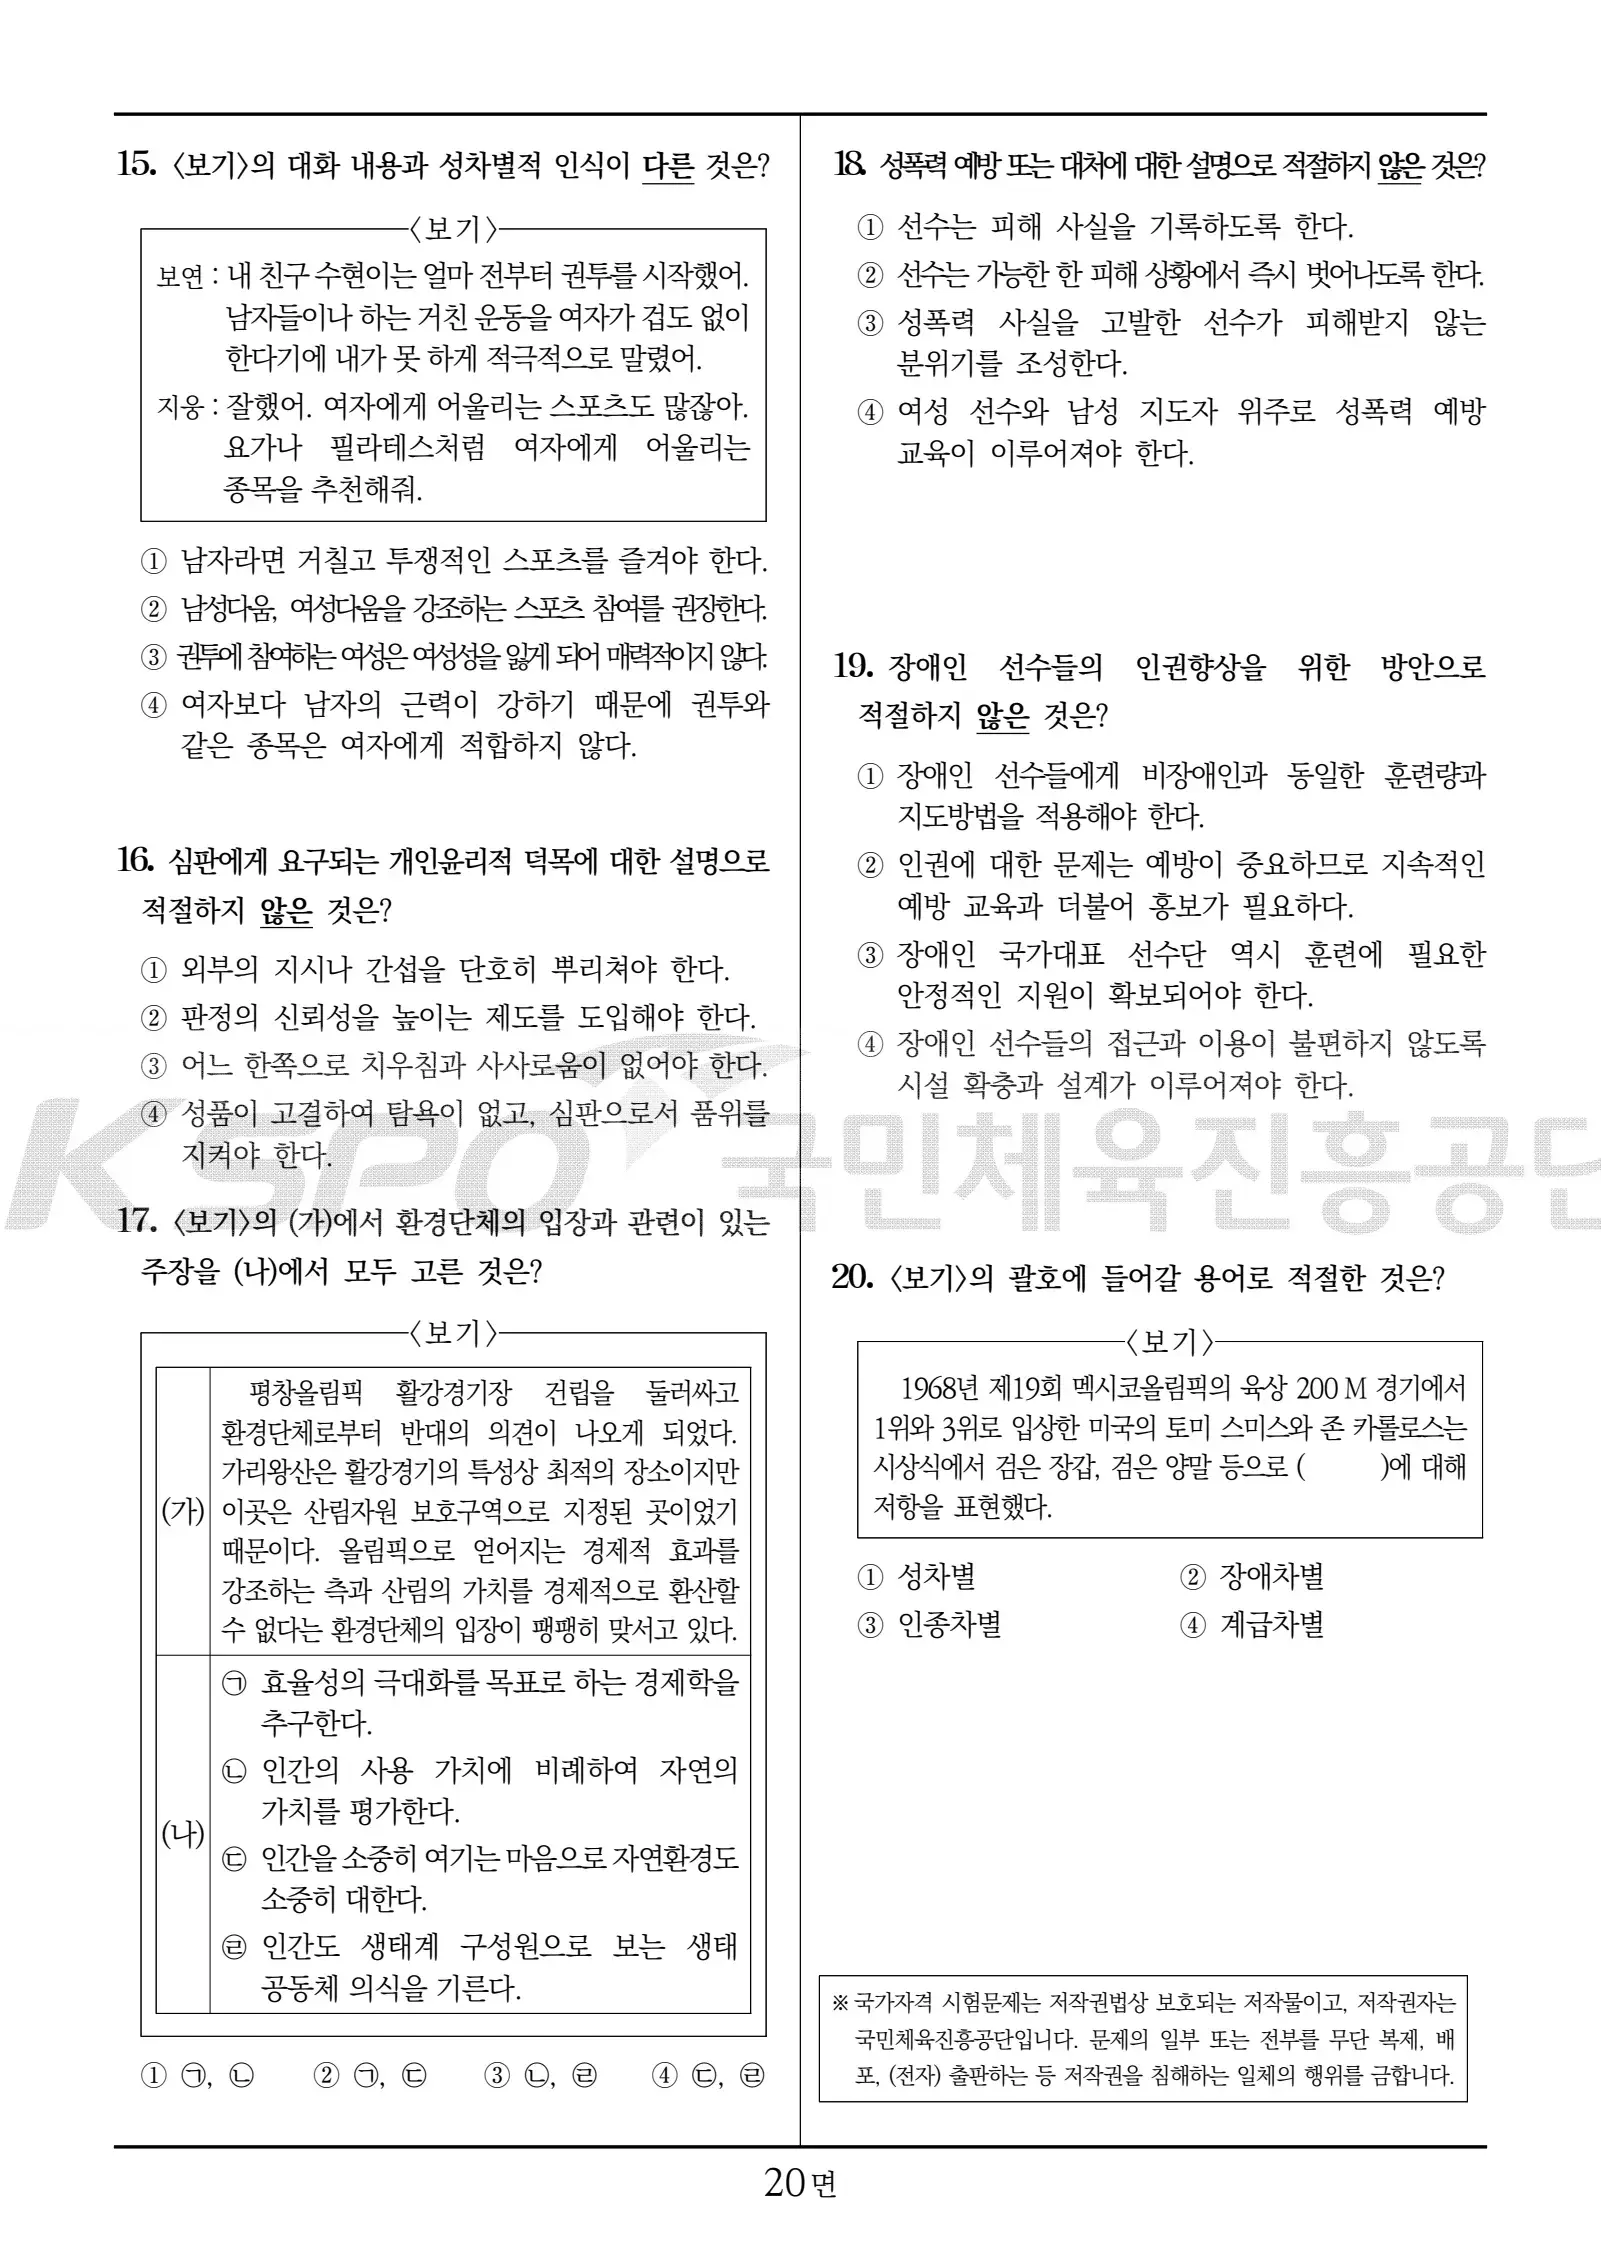 15. 〈보기〉의 대화 내용과 성차별적 인식이 다른 것은?
〈보기〉
보연 : 내 친구 수현이는 얼마 전부터 권투를 시작했어.
남자들이나 하는 거친 운동을 여자가 겁도 없이
한다기에 내가 못 하게 적극적으로 말렸어.
지웅 : 잘했어. 여자에게 어울리는 스포츠도 많잖아.
요가나 필라테스처럼 여자에게 어울리는
종목을 추천해줘.
① 남자라면 거칠고 투쟁적인 스포츠를 즐겨야 한다.
② 남성다움, 여성다움을 강조하는 스포츠 참여를 권장한다.
③ 권투에 참여하는 여성은 여성성을 잃게 되어 매력적이지 않다.
④ 여자보다 남자의 근력이 강하기 때문에 권투와
같은 종목은 여자에게 적합하지 않다.
16. 심판에게 요구되는 개인윤리적 덕목에 대한 설명으로
적절하지 않은 것은?
① 외부의 지시나 간섭을 단호히 뿌리쳐야 한다.
② 판정의 신뢰성을 높이는 제도를 도입해야 한다.
③ 어느 한쪽으로 치우침과 사사로움이 없어야 한다.
④ 성품이 고결하여 탐욕이 없고, 심판으로서 품위를
지켜야 한다.
17. 〈보기〉의 (가)에서 환경단체의 입장과 관련이 있는
주장을 (나)에서 모두 고른 것은?
〈보기〉
(가)
평창올림픽 활강경기장 건립을 둘러싸고
환경단체로부터 반대의 의견이 나오게 되었다.
가리왕산은 활강경기의 특성상 최적의 장소이지만
이곳은 산림자원 보호구역으로 지정된 곳이었기
때문이다. 올림픽으로 얻어지는 경제적 효과를
강조하는 측과 산림의 가치를 경제적으로 환산할
수 없다는 환경단체의 입장이 팽팽히 맞서고 있다.
(나)
㉠ 효율성의 극대화를 목표로 하는 경제학을
추구한다.
㉡ 인간의 사용 가치에 비례하여 자연의
가치를 평가한다.
㉢ 인간을 소중히 여기는 마음으로 자연환경도
소중히 대한다.
㉣ 인간도 생태계 구성원으로 보는 생태
공동체 의식을 기른다.
① ㉠, ㉡ ② ㉠, ㉢ ③ ㉡, ㉣ ④ ㉢, ㉣
18. 성폭력 예방 또는 대처에 대한 설명으로 적절하지 않은 것은?
① 선수는 피해 사실을 기록하도록 한다.
② 선수는 가능한 한 피해 상황에서 즉시 벗어나도록 한다.
③ 성폭력 사실을 고발한 선수가 피해받지 않는
분위기를 조성한다.
④ 여성 선수와 남성 지도자 위주로 성폭력 예방
교육이 이루어져야 한다.
19. 장애인 선수들의 인권향상을 위한 방안으로
적절하지 않은 것은?
① 장애인 선수들에게 비장애인과 동일한 훈련량과
지도방법을 적용해야 한다.
② 인권에 대한 문제는 예방이 중요하므로 지속적인
예방 교육과 더불어 홍보가 필요하다.
③ 장애인 국가대표 선수단 역시 훈련에 필요한
안정적인 지원이 확보되어야 한다.
④ 장애인 선수들의 접근과 이용이 불편하지 않도록
시설 확충과 설계가 이루어져야 한다.
KSPO 국민체육진흥공단
20. 〈보기〉의 괄호에 들어갈 용어로 적절한 것은?
〈보기〉
1968년 제19회 멕시코올림픽의 육상 200 M 경기에서
1위와 3위로 입상한 미국의 토미 스미스와 존 카롤로스는
시상식에서 검은 장갑, 검은 양말 등으로 ( )에 대해
저항을 표현했다.
① 성차별 ② 장애차별
③ 인종차별 ④ 계급차별
※ 국가자격 시험문제는 저작권법상 보호되는 저작물이고, 저작권자는
국민체육진흥공단입니다. 문제의 일부 또는 전부를 무단 복제, 배
포, (전자) 출판하는 등 저작권을 침해하는 일체의 행위를 금합니다.
20면